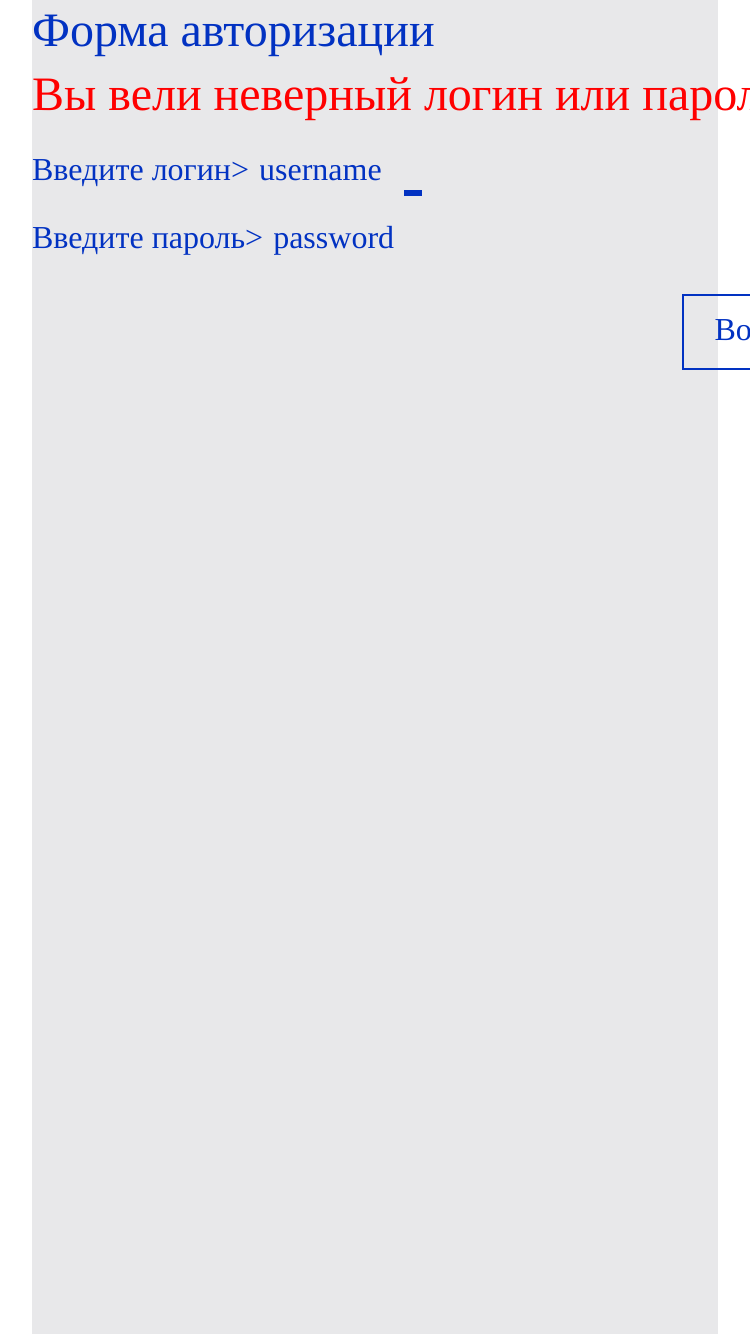 Форма авторизации
Вы вели неверный логин или парол
Введите логин> username
Введите пароль> password
Во